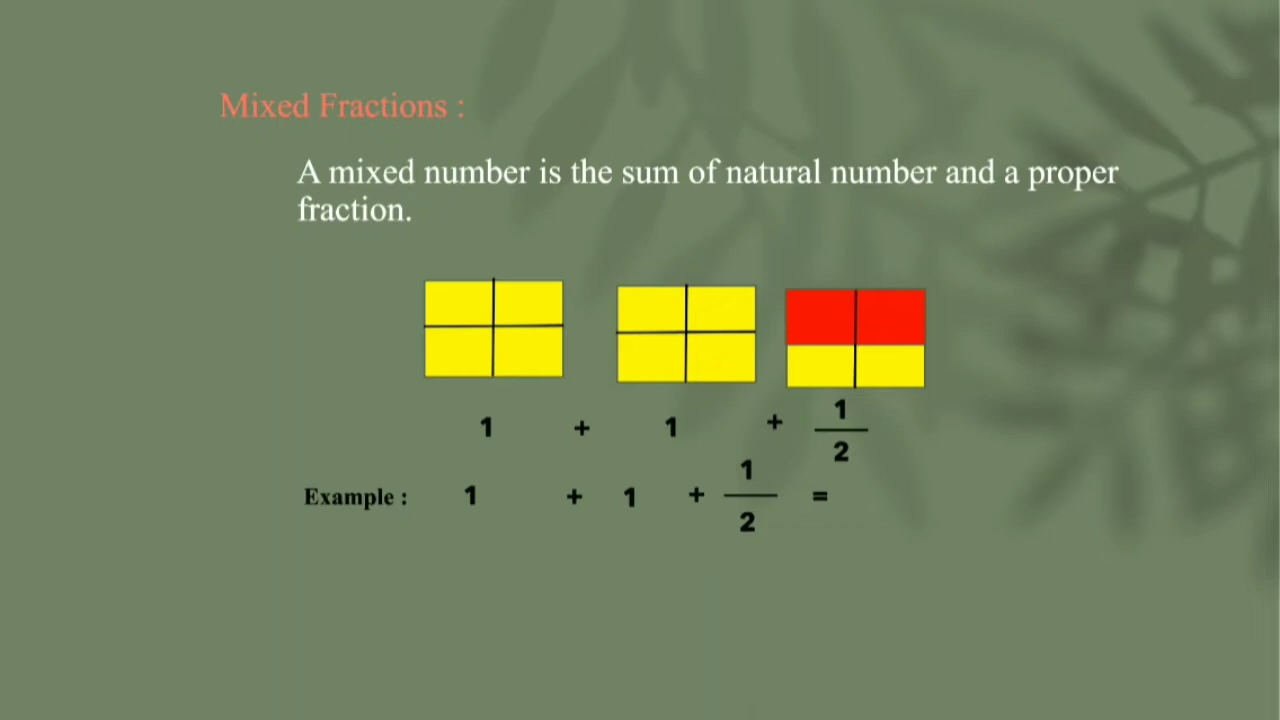 Mixed Fractions :
A mixed number is the sum of natural number and a proper
fraction.
1 + 1 + 1/2
Example : 1 + 1 + 1/2 =